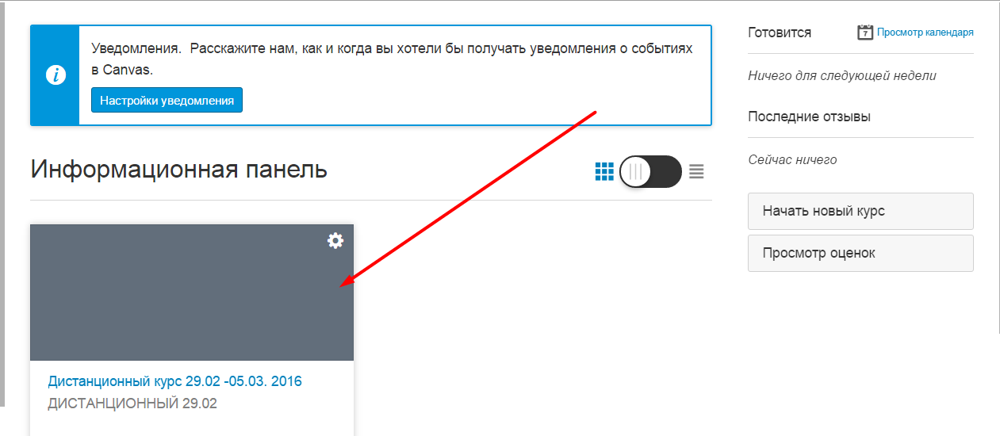 Уведомления.  Расскажите нам, как и когда вы хотели бы получать уведомления о событиях
в Canvas.
Настройки уведомления
Информационная панель
Дистанционный курс 29.02 -05.03. 2016
ДИСТАНЦИОННЫЙ 29.02
Готовится
7
Просмотр календаря
Ничего для следующей недели
Последние отзывы
Сейчас ничего
Начать новый курс
Просмотр оценок